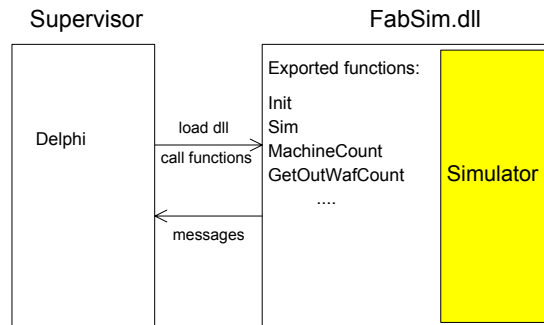 Supervisor
FabSim.dll
Delphi
load dll
call functions
messages
Exported functions:
Init
Sim
MachineCount
GetOutWafCount
....
Simulator